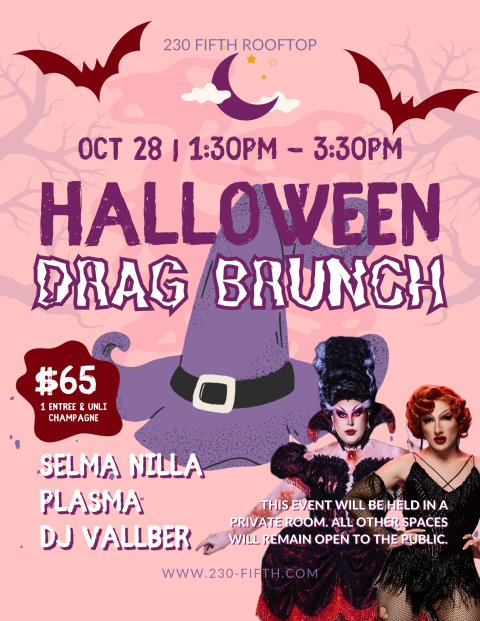 230 FIFTH ROOFTOP
OCT 28 | 1:30PM – 3:30PM
HALLOWEEN
DRAG BRUNCH
$65
1 ENTREE & UNLI
CHAMPAGNE
SELMA NILLA
PLASMA
DJ VALLBER
THIS EVENT WILL BE HELD IN A
PRIVATE ROOM. ALL OTHER SPACES
WILL REMAIN OPEN TO THE PUBLIC.
WWW.230-FIFTH.COM